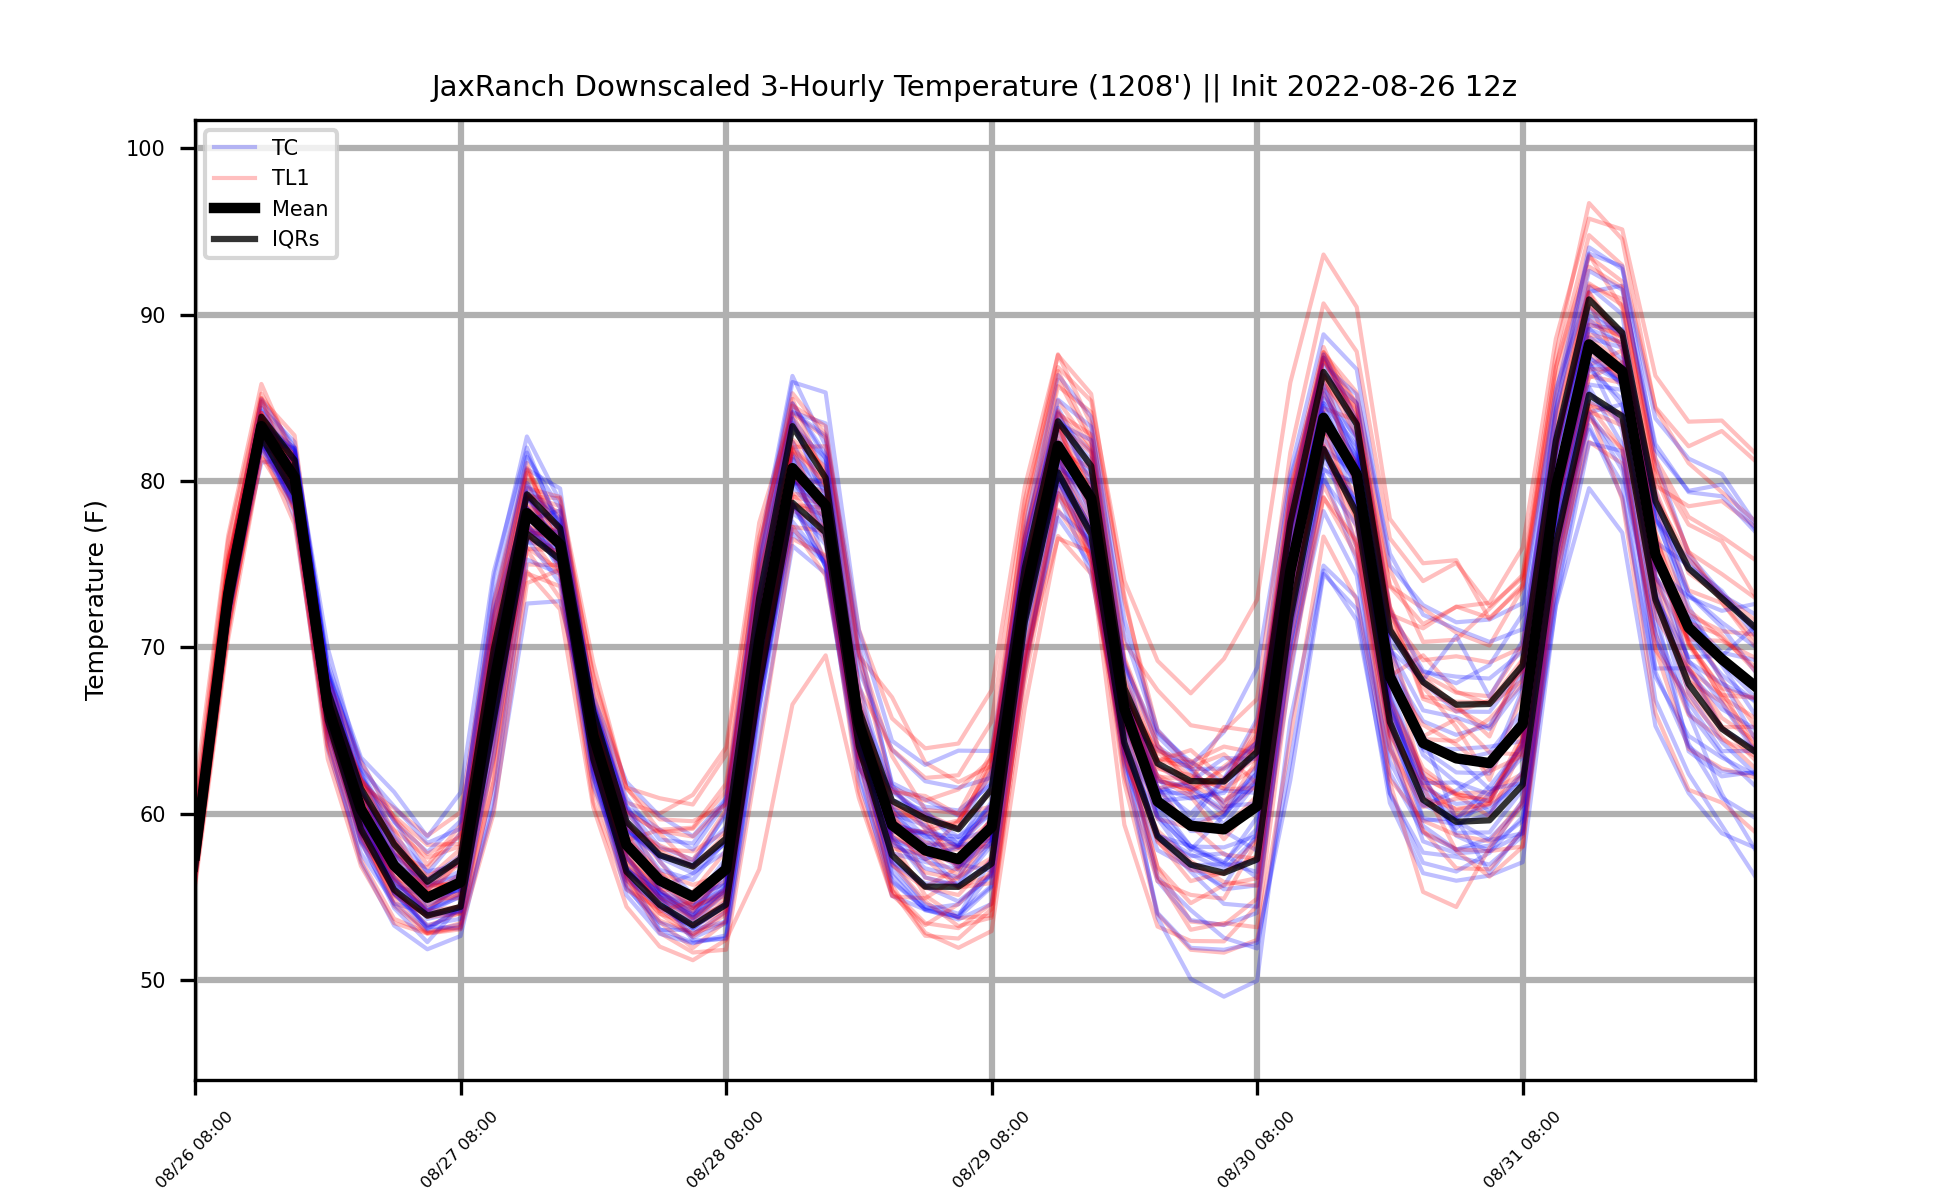 JaxRanch Downscaled 3-Hourly Temperature (1208') || Init 2022-08-26 12z
TC
TL1
Mean
IQRs
Temperature (F)
100
90
80
70
60
50
08/26 08:00
08/27 08:00
08/28 08:00
08/29 08:00
08/30 08:00
08/31 08:00